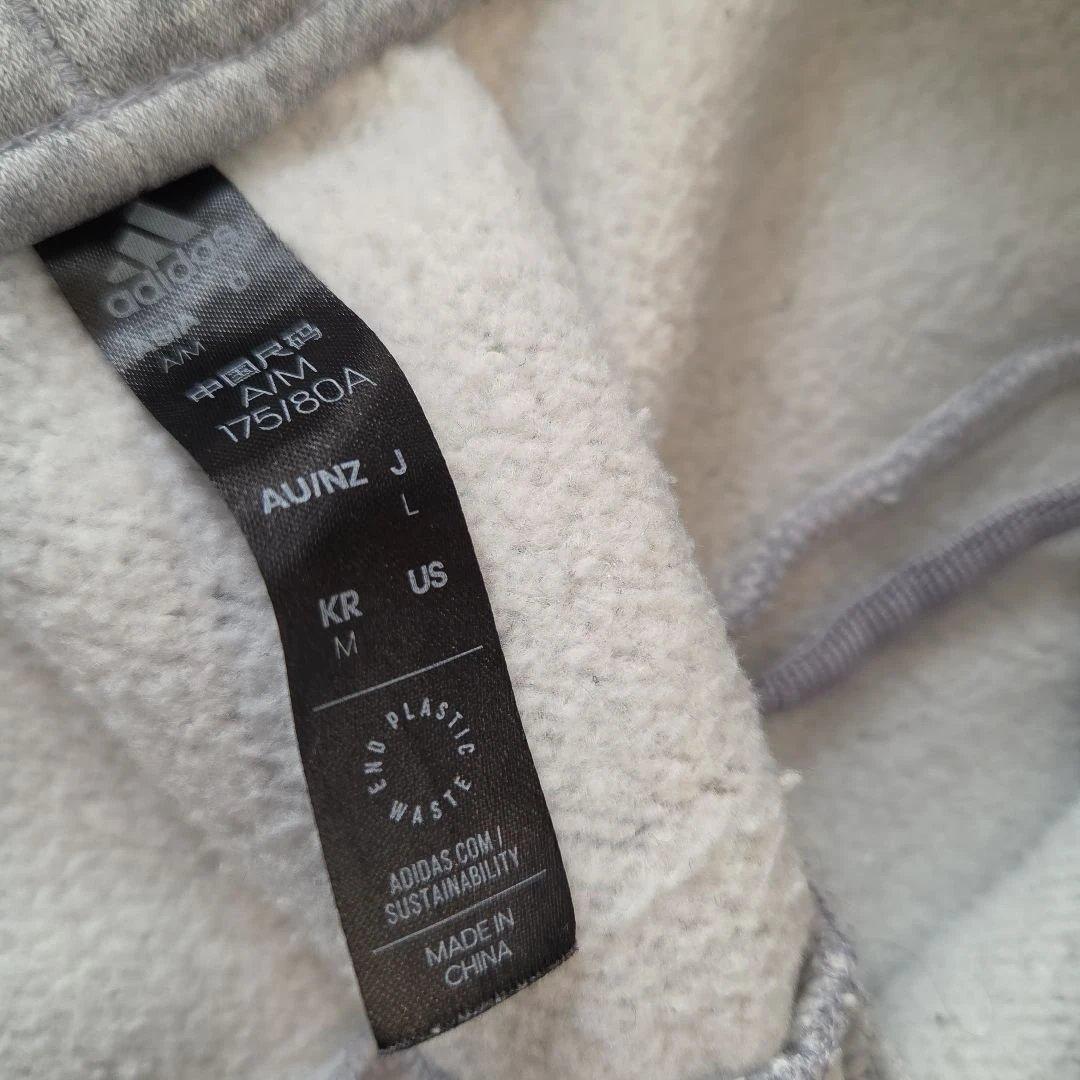 adidas
A/M
中国尺码
A/M
175/80A
AU/NZ J
L
KR US
M
END PLASTIC WASTE
ADIDAS.COM/
SUSTAINABILITY
MADE IN
CHINA